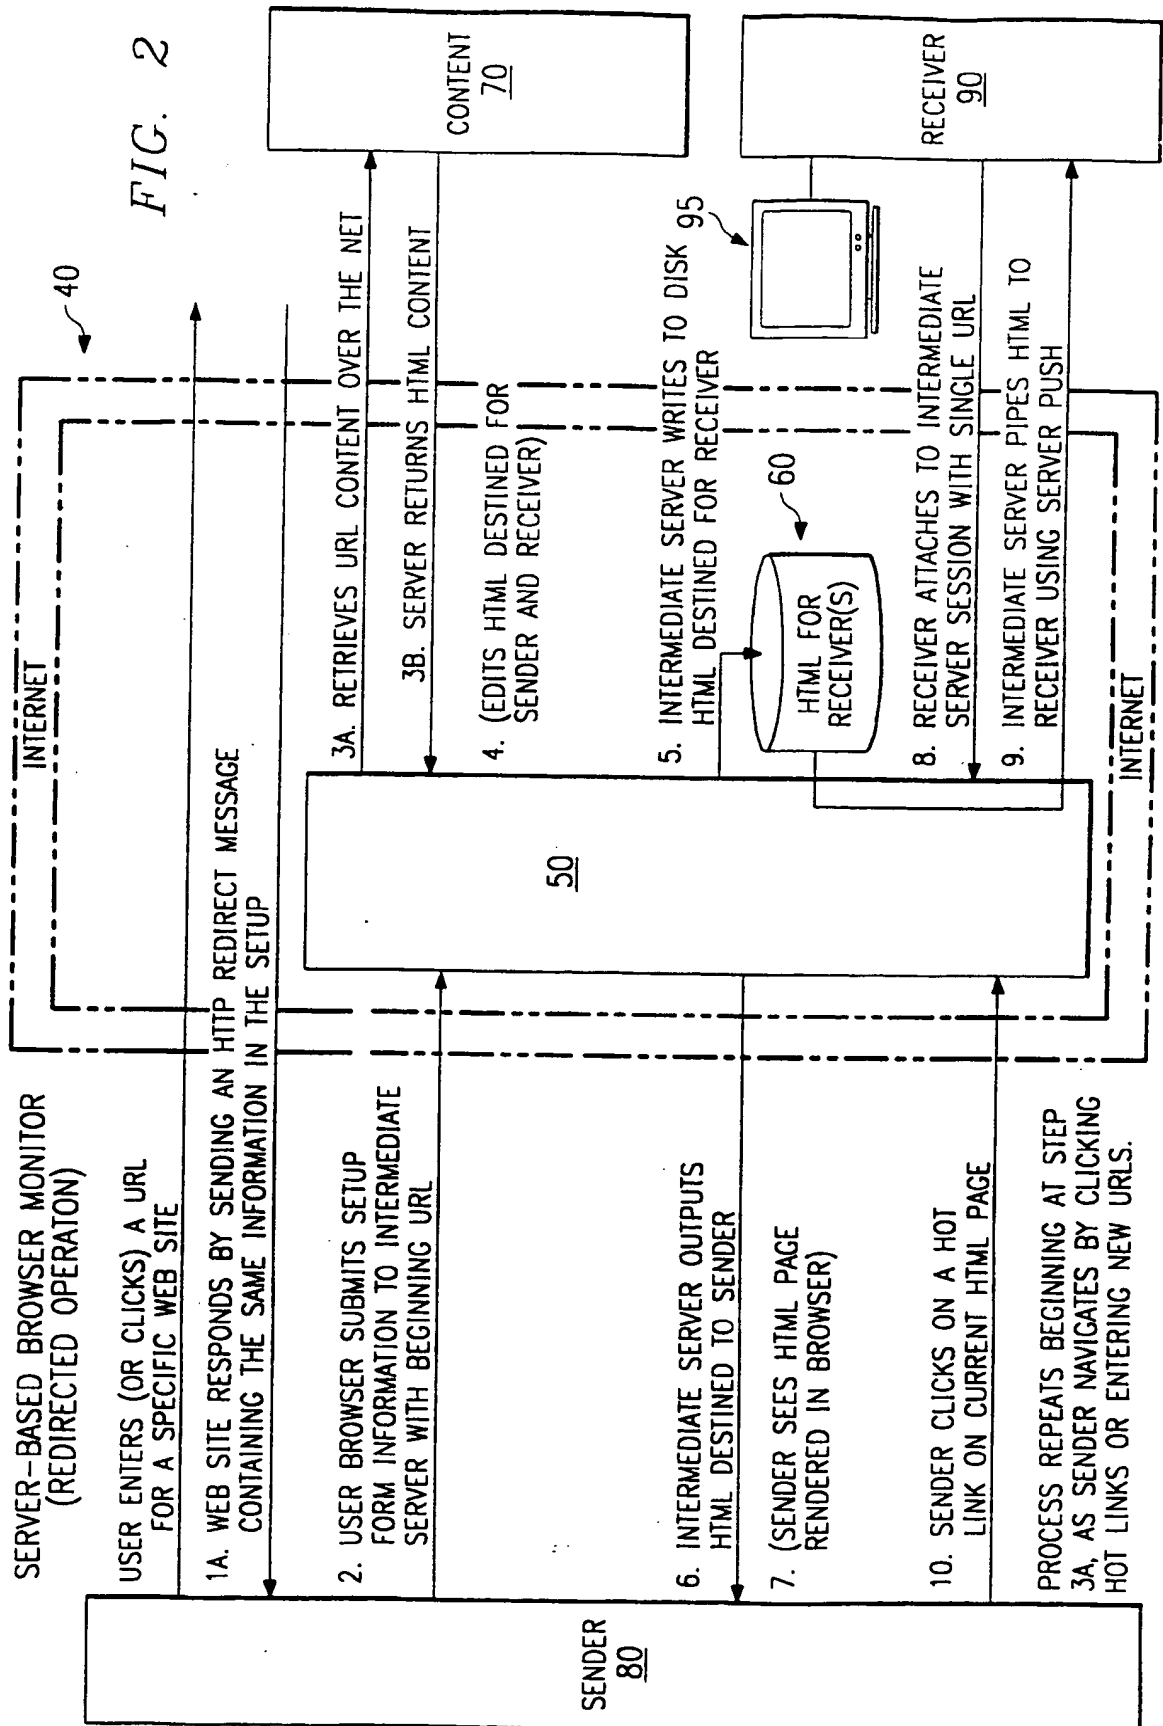 SERVER-BASED BROWSER MONITOR
(REDIRECTED OPERATON)
40
FIG. 2
INTERNET
USER ENTERS (OR CLICKS) A URL
FOR A SPECIFIC WEB SITE
1A. WEB SITE RESPONDS BY SENDING AN HTTP REDIRECT MESSAGE
CONTAINING THE SAME INFORMATION IN THE SETUP
2. USER BROWSER SUBMITS SETUP
FORM INFORMATION TO INTERMEDIATE
SERVER WITH BEGINNING URL
3A. RETRIEVES URL CONTENT OVER THE NET
3B. SERVER RETURNS HTML CONTENT
CONTENT
70
4. (EDITS HTML DESTINED FOR
SENDER AND RECEIVER)
SENDER
80
50
5. INTERMEDIATE SERVER WRITES TO DISK
HTML DESTINED FOR RECEIVER
95
60
HTML FOR
RECEIVER(S)
6. INTERMEDIATE SERVER OUTPUTS
HTML DESTINED TO SENDER
7. (SENDER SEES HTML PAGE
RENDERED IN BROWSER)
RECEIVER
90
8. RECEIVER ATTACHES TO INTERMEDIATE
SERVER SESSION WITH SINGLE URL
9. INTERMEDIATE SERVER PIPES HTML TO
RECEIVER USING SERVER PUSH
10. SENDER CLICKS ON A HOT
LINK ON CURRENT HTML PAGE
PROCESS REPEATS BEGINNING AT STEP
3A, AS SENDER NAVIGATES BY CLICKING
HOT LINKS OR ENTERING NEW URLS.
INTERNET